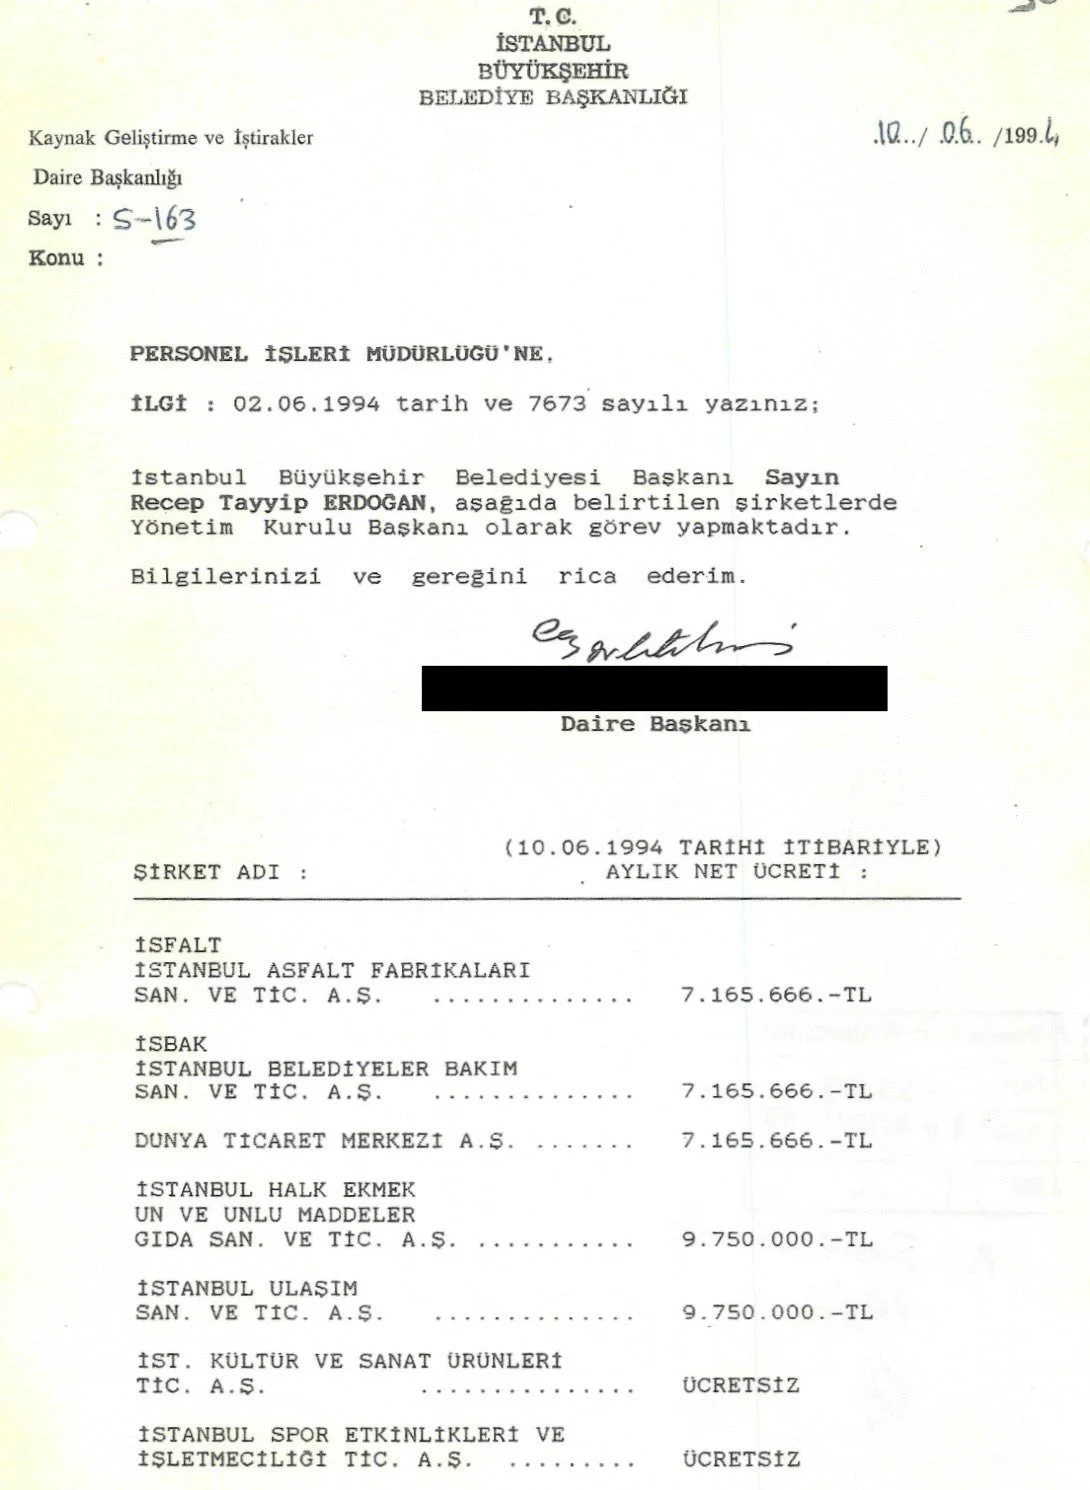 T. C.
İSTANBUL
BÜYÜKŞEHİR
BELEDİYE BAŞKANLIĞI
Kaynak Geliştirme ve İştirakler
Daire Başkanlığı
10../ .06.. /1994
Sayı : S-163
Konu :
PERSONEL İŞLERİ MÜDÜRLÜĞÜ'NE,
İLGİ : 02.06.1994 tarih ve 7673 sayılı yazınız;
İstanbul Büyükşehir Belediyesi Başkanı Sayın
Recep Tayyip ERDOĞAN, aşağıda belirtilen şirketlerde
Yönetim Kurulu Başkanı olarak görev yapmaktadır.
Bilgilerinizi ve gereğini rica ederim.
Daire Başkanı
(10.06.1994 TARİHİ İTİBARİYLE)
ŞİRKET ADI : AYLIK NET ÜCRETİ :
İSFALT
İSTANBUL ASFALT FABRİKALARI
SAN. VE TİC. A.Ş. .............. 7.165.666.-TL
İSBAK
İSTANBUL BELEDİYELER BAKIM
SAN. VE TİC. A.Ş. .............. 7.165.666.-TL
DUNYA TİCARET MERKEZİ A.Ş. ....... 7.165.666.-TL
İSTANBUL HALK EKMEK
UN VE UNLU MADDELER
GIDA SAN. VE TİC. A.Ş. ........... 9.750.000.-TL
İSTANBUL ULAŞIM
SAN. VE TİC. A.Ş. .............. 9.750.000.-TL
İST. KÜLTÜR VE SANAT ÜRÜNLERİ
TİC. A.Ş. ............... ÜCRETSİZ
İSTANBUL SPOR ETKİNLİKLERİ VE
İŞLETMECİLİĞİ TİC. A.Ş. ......... ÜCRETSİZ